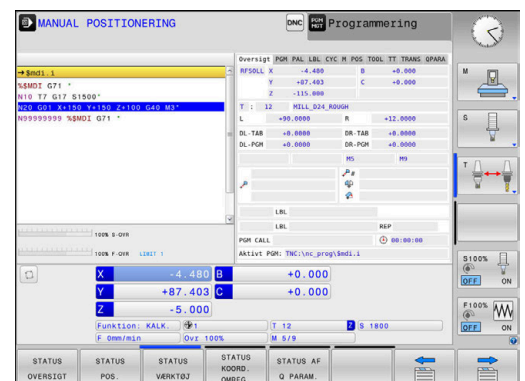 MANUAL POSITIONERING
DNC
PGM MGT
Programmering
→$mdi.i
%$MDI G71 *
N10 T7 G17 S1500*
N20 G01 X+150 Y+150 Z+100 G40 M3*
N99999999 %$MDI G71 *
100% S-OVR
100% F-OVR LIMIT 1
Oversigt PGM PAL LBL CYC M POS TOOL TT TRANS QPARA
RFSOLL X -4.480 B +0.000
Y +87.403 C +0.000
Z -115.000
T : 12 MILL_D24_ROUGH
L +90.0000 R +12.0000
DL-TAB +0.0000 DR-TAB +0.0000
DL-PGM +0.0000 DR-PGM +0.0000
M5 M9
P#
P
LBL
LBL REP
PGM CALL 00:00:00
Aktivt PGM: TNC:\nc_prog\$mdi.i
X -4.480 B +0.000
Y +87.403 C +0.000
Z -5.000
Funktion: KALK. 1 T 12 Z S 1800
F 0mm/min Ovr 100% M 5/9
M
S
T
S100%
OFF ON
F100%
OFF ON
STATUS OVERSIGT
STATUS POS.
STATUS VÆRKTØJ
STATUS KOORD. OMREG.
STATUS AF Q PARAM.